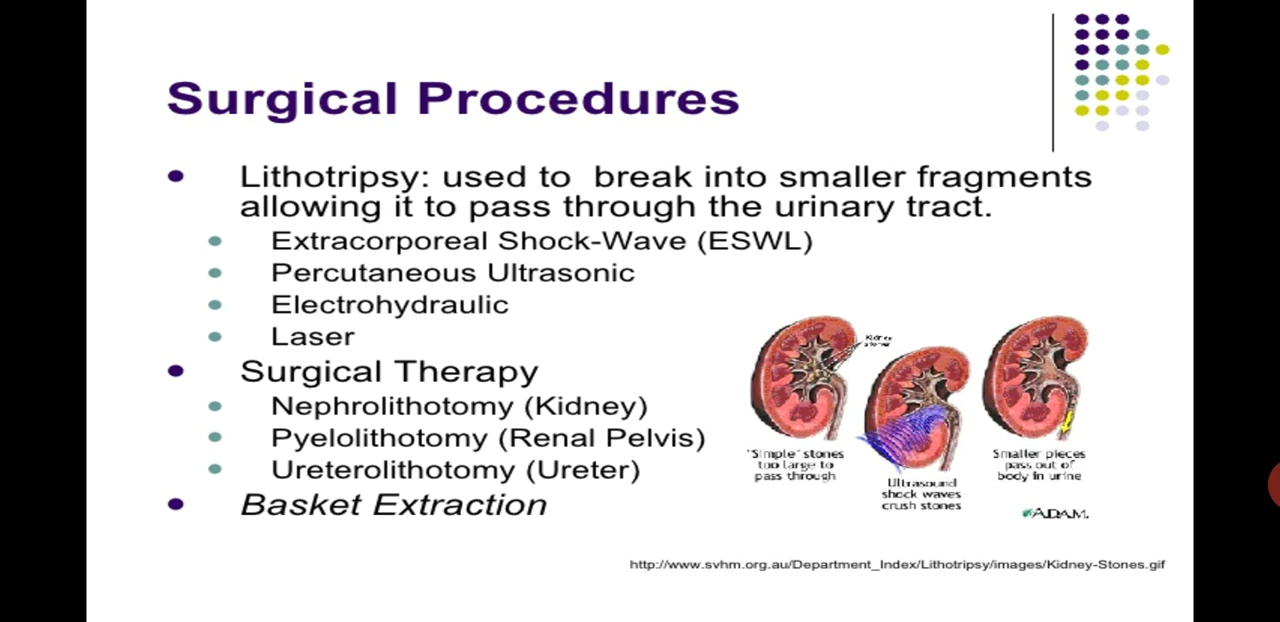 Surgical Procedures
Lithotripsy: used to break into smaller fragments
allowing it to pass through the urinary tract.
Extracorporeal Shock-Wave (ESWL)
Percutaneous Ultrasonic
Electrohydraulic
Laser
Surgical Therapy
Nephrolithotomy (Kidney)
Pyelolithotomy (Renal Pelvis)
Ureterolithotomy (Ureter)
Basket Extraction
Kidney
stones
"Simple" stones
too large to
pass through
Ultrasound
shock waves
crush stones
Smaller pieces
pass out of
body in urine
A.D.A.M.
http://www.svhm.org.au/Department_Index/Lithotripsy/images/Kidney-Stones.gif